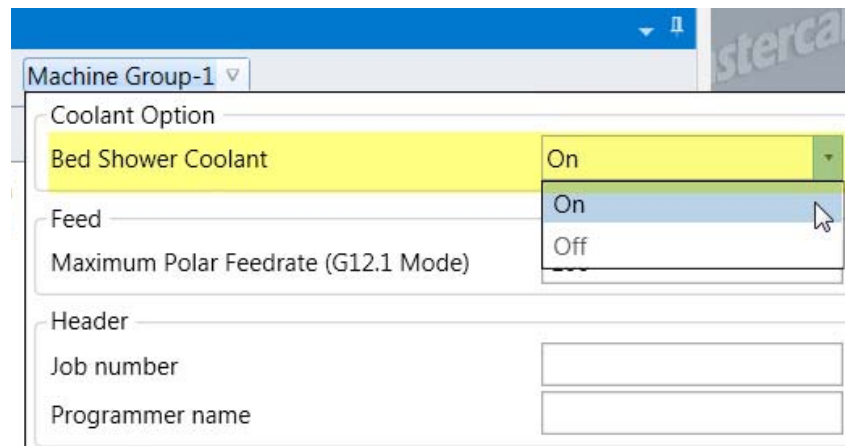 Machine Group-1
Coolant Option
Bed Shower Coolant On
On
Off
Feed
Maximum Polar Feedrate (G12.1 Mode)
Header
Job number
Programmer name